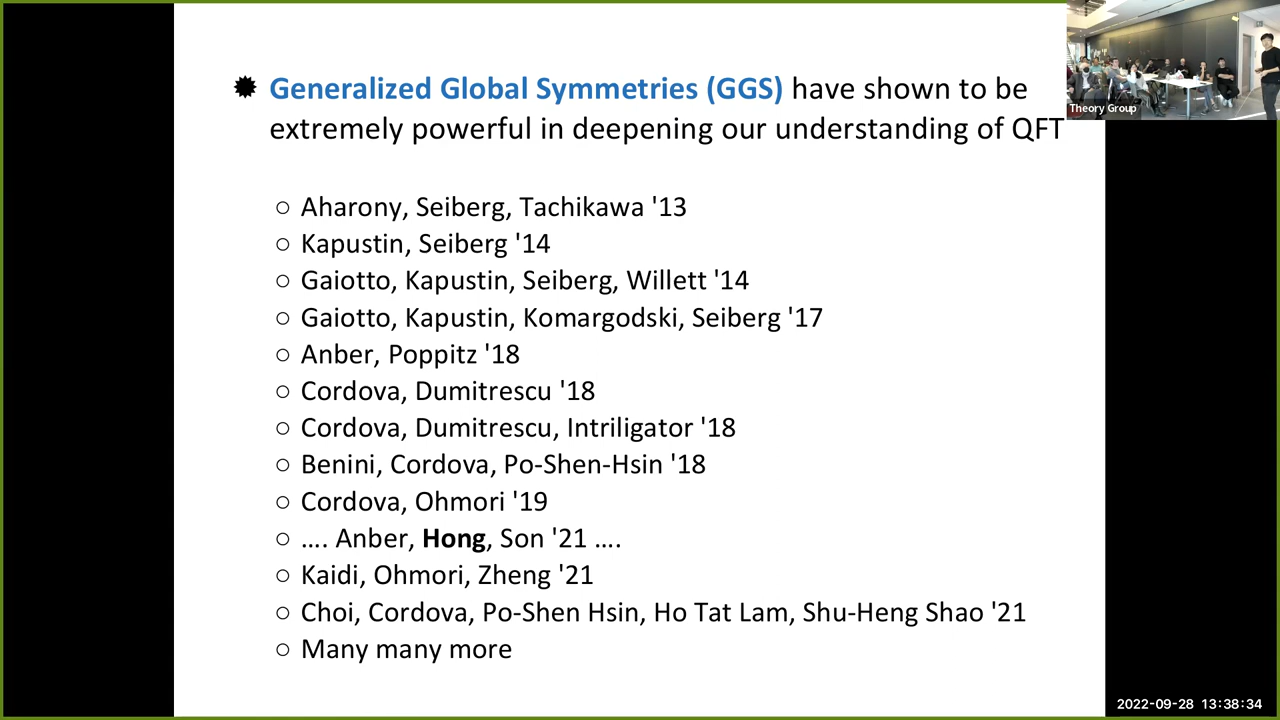 ✹ Generalized Global Symmetries (GGS) have shown to be
extremely powerful in deepening our understanding of QFT
Theory Group
○ Aharony, Seiberg, Tachikawa '13
○ Kapustin, Seiberg '14
○ Gaiotto, Kapustin, Seiberg, Willett '14
○ Gaiotto, Kapustin, Komargodski, Seiberg '17
○ Anber, Poppitz '18
○ Cordova, Dumitrescu '18
○ Cordova, Dumitrescu, Intriligator '18
○ Benini, Cordova, Po-Shen-Hsin '18
○ Cordova, Ohmori '19
○ .... Anber, Hong, Son '21 ....
○ Kaidi, Ohmori, Zheng '21
○ Choi, Cordova, Po-Shen Hsin, Ho Tat Lam, Shu-Heng Shao '21
○ Many many more
2022-09-28 13:38:34